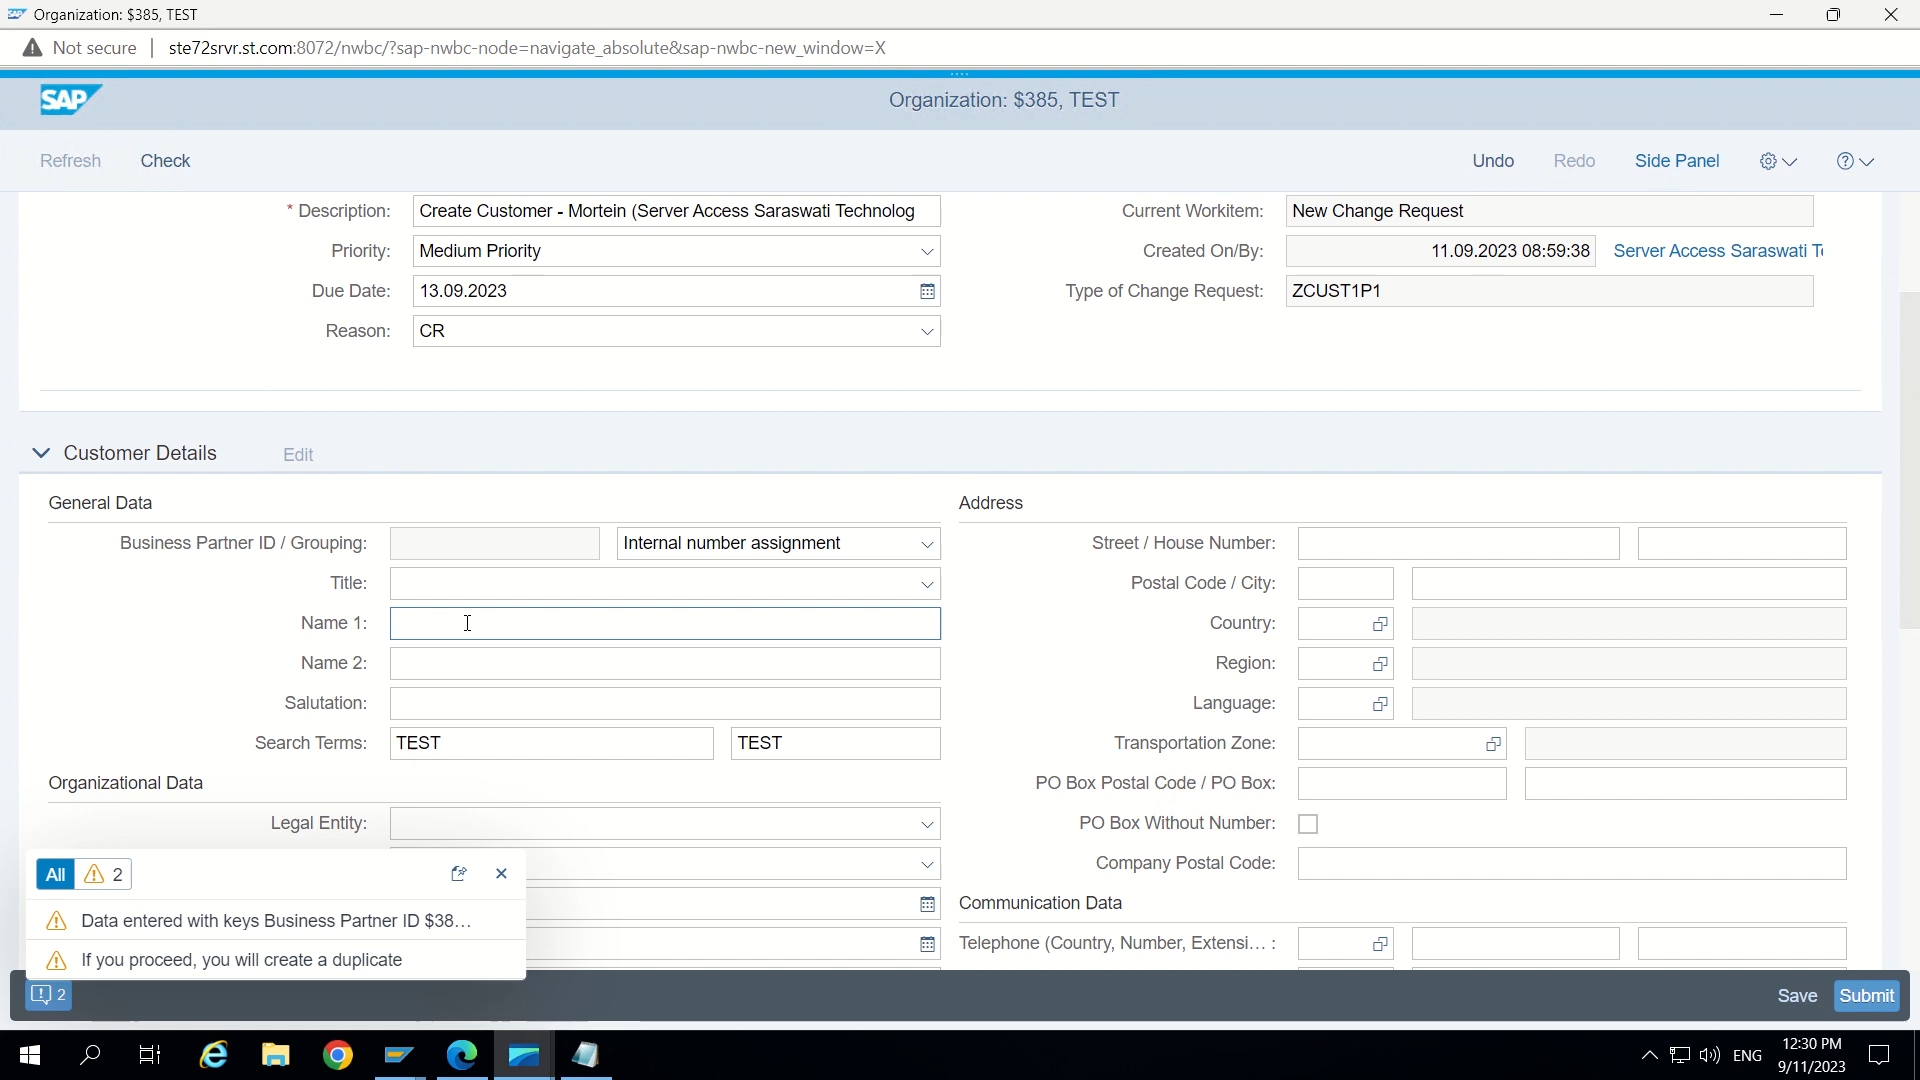 Organization: $385, TEST
Not secure | ste72srvr.st.com:8072/nwbc/?sap-nwbc-node=navigate_absolute&sap-nwbc-new_window=X
SAP
Organization: $385, TEST
Refresh Check Undo Redo Side Panel
* Description: Create Customer - Mortein (Server Access Saraswati Technolog
Current Workitem: New Change Request
Priority: Medium Priority
Created On/By: 11.09.2023 08:59:38 Server Access Saraswati Te
Due Date: 13.09.2023
Type of Change Request: ZCUST1P1
Reason: CR
Customer Details Edit
General Data
Business Partner ID / Grouping: Internal number assignment
Title:
Name 1:
Name 2:
Salutation:
Search Terms: TEST TEST
Organizational Data
Legal Entity:
Address
Street / House Number:
Postal Code / City:
Country:
Region:
Language:
Transportation Zone:
PO Box Postal Code / PO Box:
PO Box Without Number:
Company Postal Code:
Communication Data
Telephone (Country, Number, Extensi... :
All 2
Data entered with keys Business Partner ID $38...
If you proceed, you will create a duplicate
2
Save Submit
ENG
12:30 PM
9/11/2023